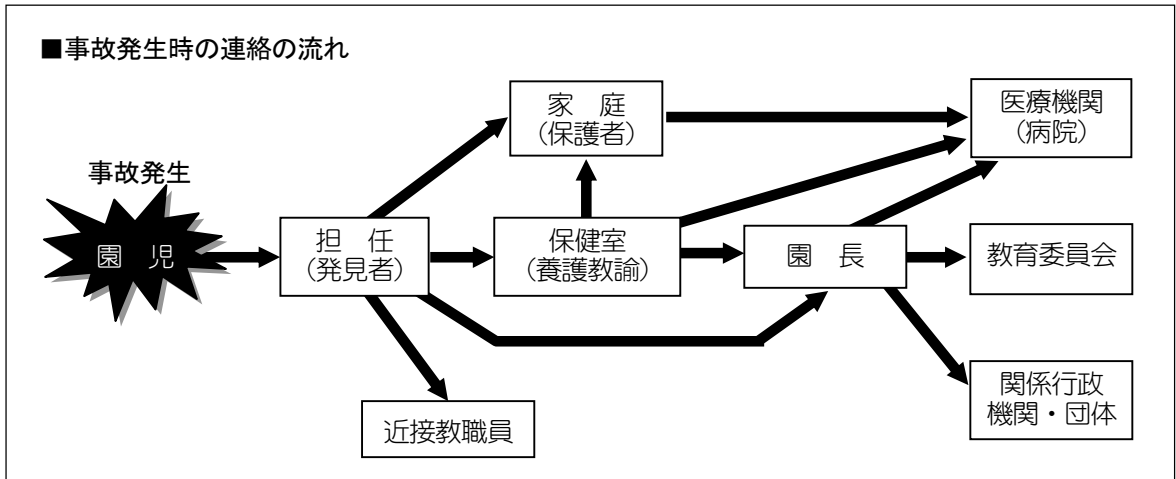 ■事故発生時の連絡の流れ
家 庭
（保護者）
医療機関
（病院）
事故発生
園 児
担 任
（発見者）
保健室
（養護教諭）
園 長
教育委員会
近接教職員
関係行政
機関・団体